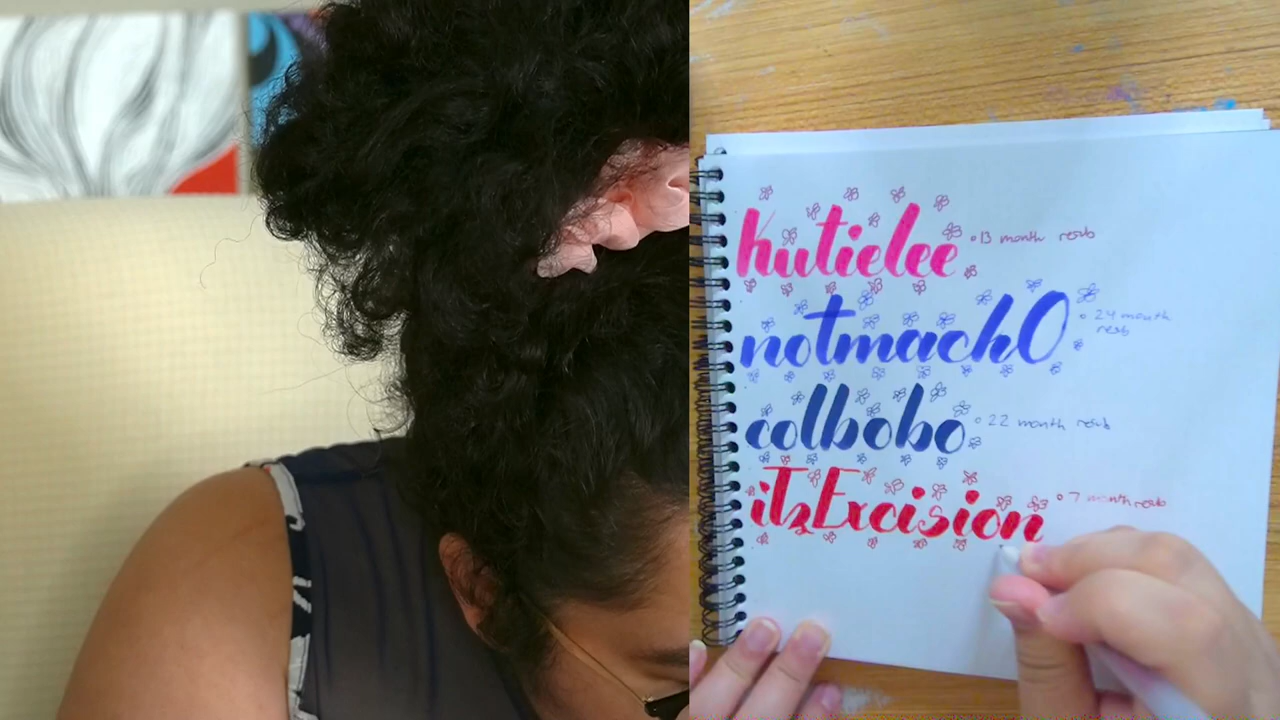 kutielee • 13 month resub
notmach0 • 24 month
resub
colbobo • 22 month resub
itzExcision • 7 month resub